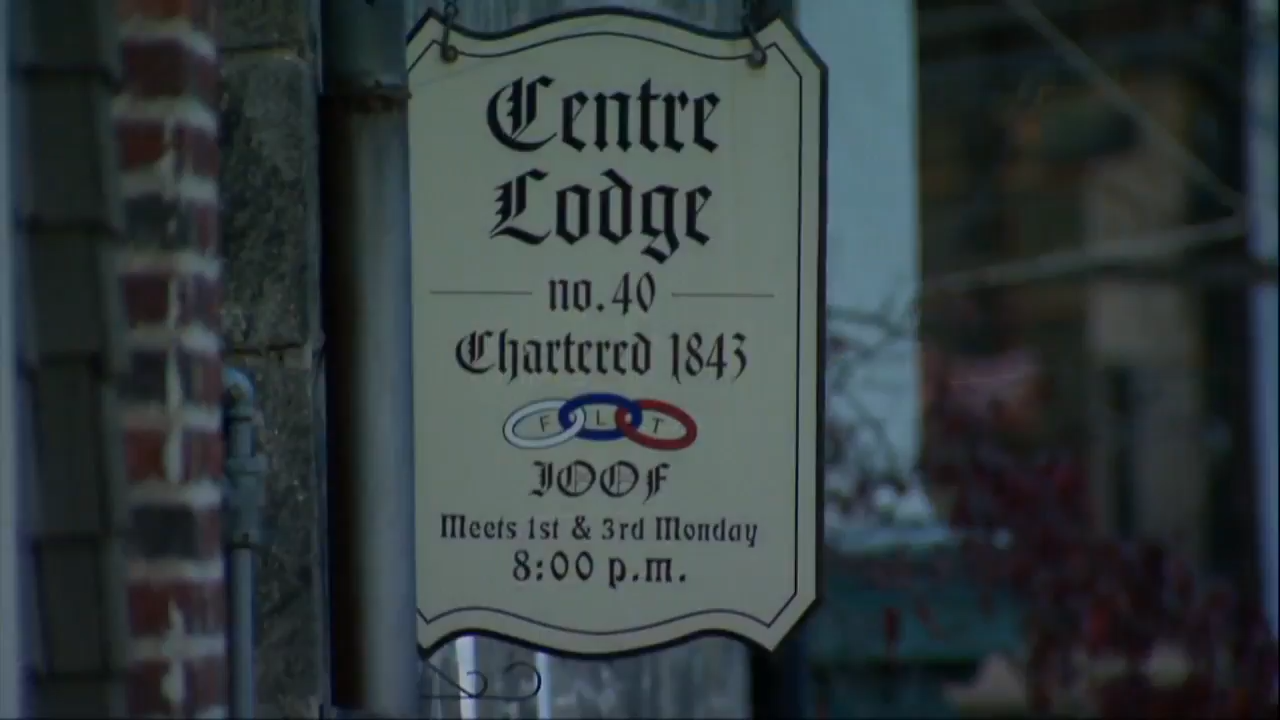 Centre
Lodge
no. 40
Chartered 1843
F L T
IOOF
Meets 1st & 3rd Monday
8:00 p.m.